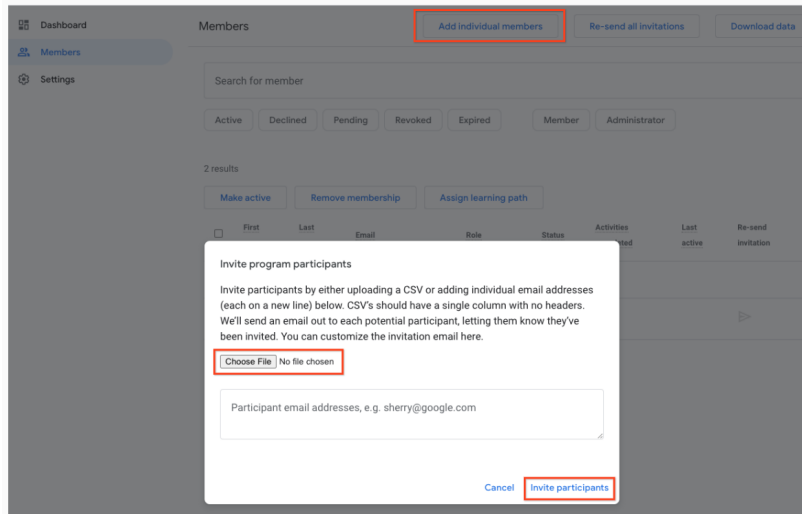 Dashboard
Members
Settings
Members
Add individual members
Re-send all invitations
Download data
Search for member
Active Declined Pending Revoked Expired Member Administrator
2 results
Make active Remove membership Assign learning path
First Last Email Role Status Activities Last active Re-send invitation
Invite program participants
Invite participants by either uploading a CSV or adding individual email addresses
(each on a new line) below. CSV's should have a single column with no headers.
We'll send an email out to each potential participant, letting them know they've
been invited. You can customize the invitation email here.
Choose File No file chosen
Participant email addresses, e.g. sherry@google.com
Cancel Invite participants